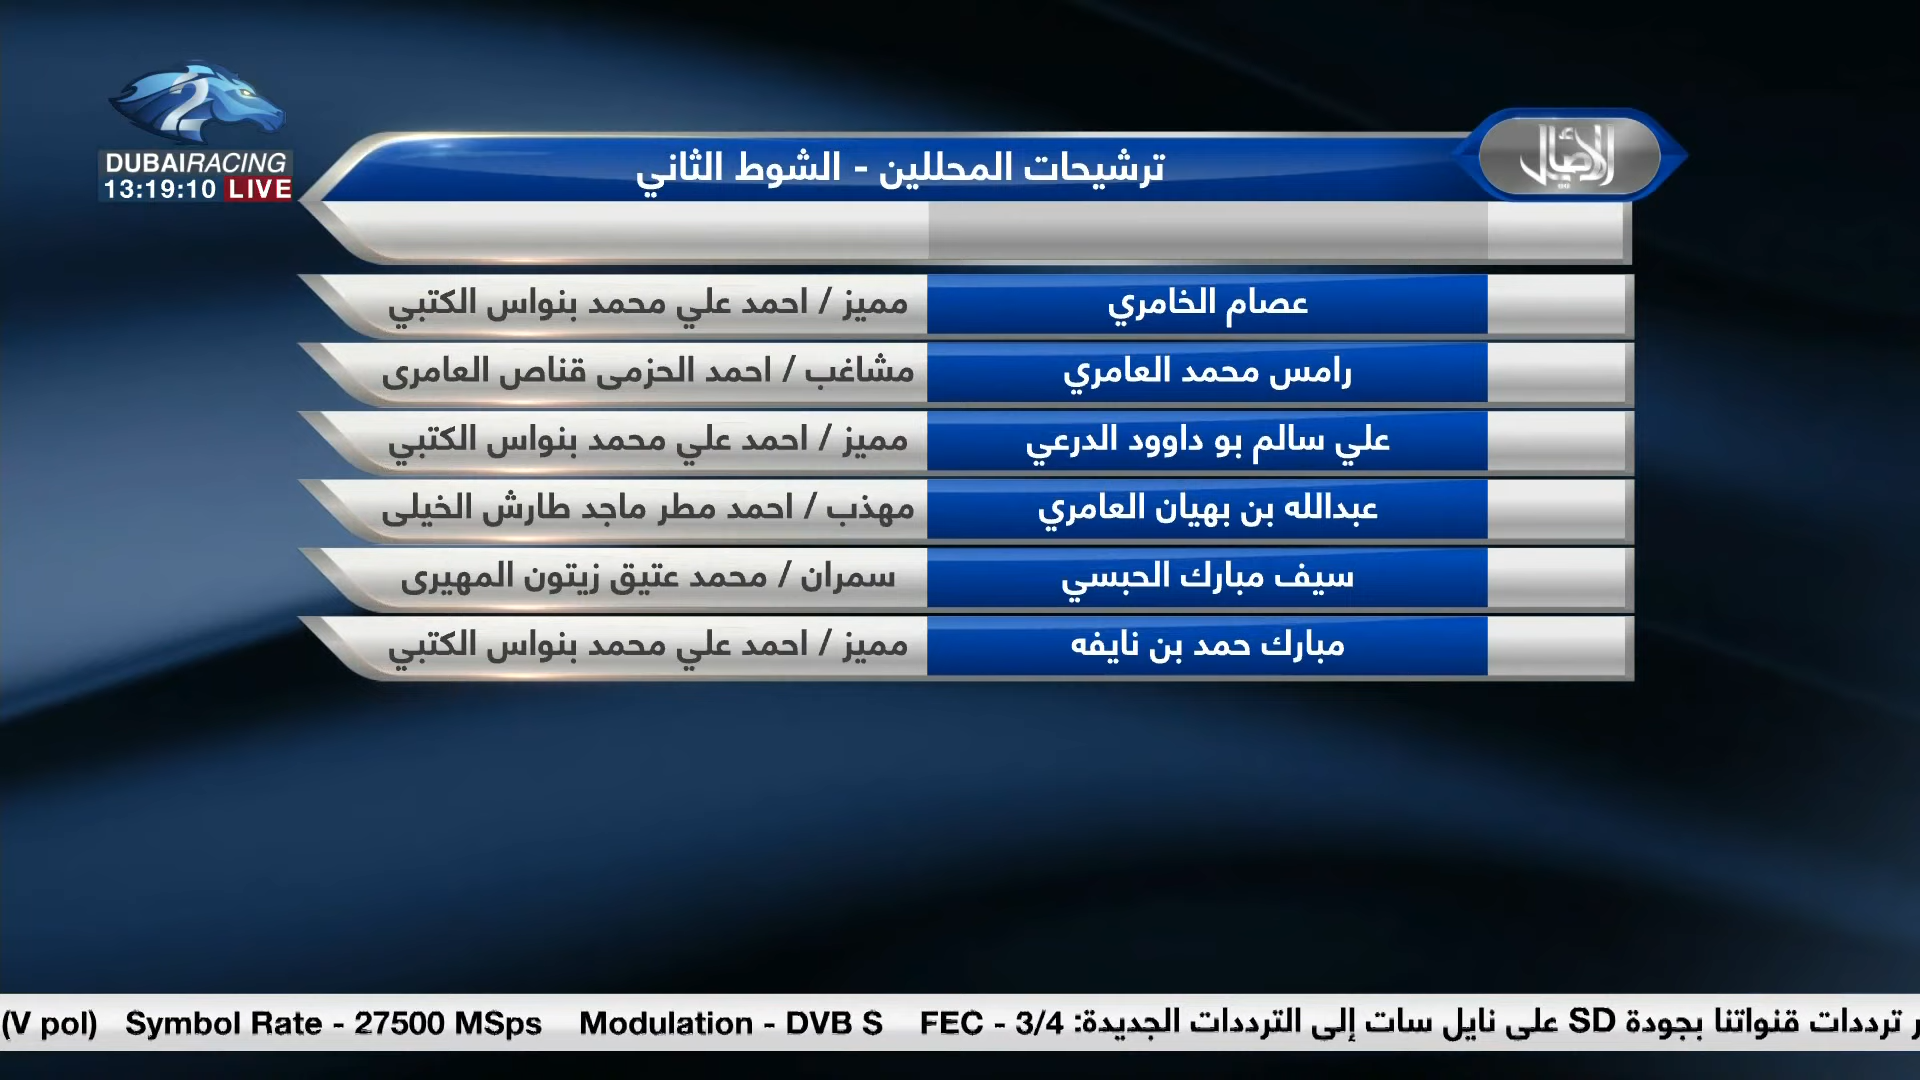 DUBAIRACING
13:19:10 LIVE
ترشيحات المحللين - الشوط الثاني
الأصايل
عصام الخامري مميز / احمد علي محمد بنواس الكتبي
رامس محمد العامري مشاغب / احمد الحزمى قناص العامرى
علي سالم بو داوود الدرعي مميز / احمد علي محمد بنواس الكتبي
عبدالله بن بهيان العامري مهذب / احمد مطر ماجد طارش الخيلى
سيف مبارك الحبسي سمران / محمد عتيق زيتون المهيرى
مبارك حمد بن نايفه مميز / احمد علي محمد بنواس الكتبي
ترددات قنواتنا بجودة SD على نايل سات إلى الترددات الجديدة: FEC - 3/4 Modulation - DVB S Symbol Rate - 27500 MSps (V pol)